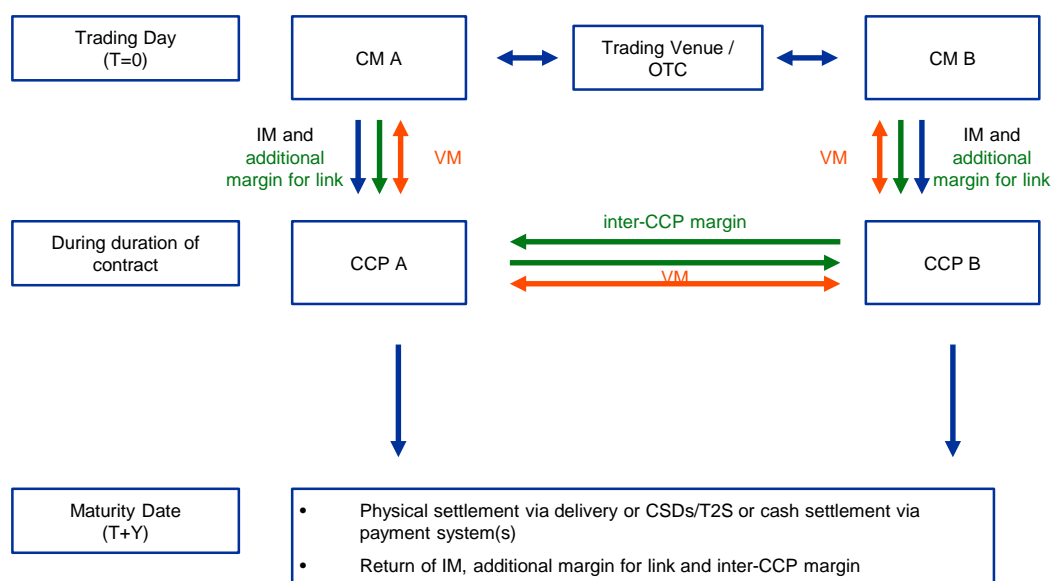 Trading Day
(T=0)
CM A
Trading Venue /
OTC
CM B
IM and
additional
margin for link
VM
VM
IM and
additional
margin for link
During duration of
contract
CCP A
inter-CCP margin
VM
CCP B
Maturity Date
(T+Y)
• Physical settlement via delivery or CSDs/T2S or cash settlement via
payment system(s)
• Return of IM, additional margin for link and inter-CCP margin